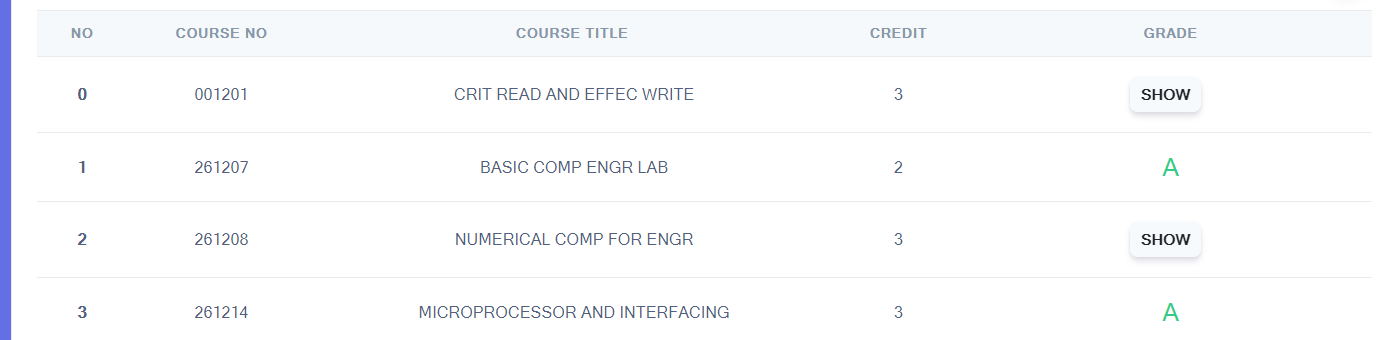 NO COURSE NO COURSE TITLE CREDIT GRADE
0 001201 CRIT READ AND EFFEC WRITE 3 SHOW
1 261207 BASIC COMP ENGR LAB 2 A
2 261208 NUMERICAL COMP FOR ENGR 3 SHOW
3 261214 MICROPROCESSOR AND INTERFACING 3 A